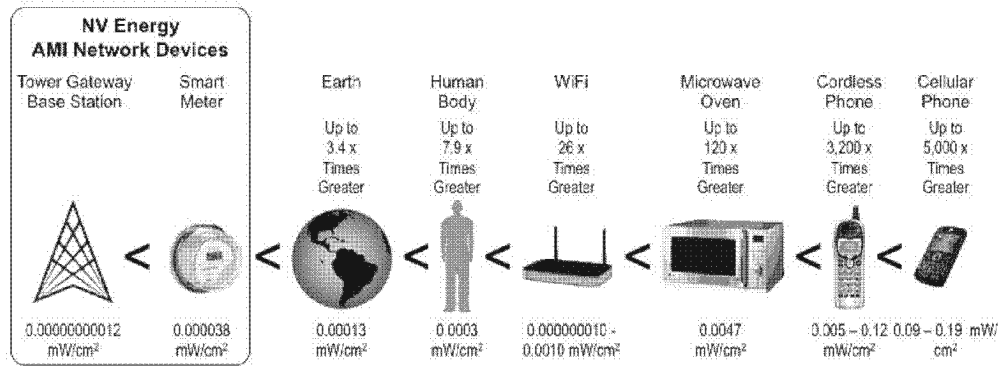 NV Energy
AMI Network Devices
Tower Gateway
Base Station
Smart
Meter
Earth
Human
Body
WiFi
Microwave
Oven
Cordless
Phone
Cellular
Phone
Up to
3.4 x
Times
Greater
Up to
7.9 x
Times
Greater
Up to
26 x
Times
Greater
Up to
120 x
Times
Greater
Up to
3,200 x
Times
Greater
Up to
5,000 x
Times
Greater
< < < < < < <
0.00000000012
mW/cm²
0.000038
mW/cm²
0.00013
mW/cm²
0.0003
mW/cm²
0.000000010 -
0.0010 mW/cm²
0.0047
mW/cm²
0.005 – 0.12
mW/cm²
0.09 – 0.19 mW/
cm²